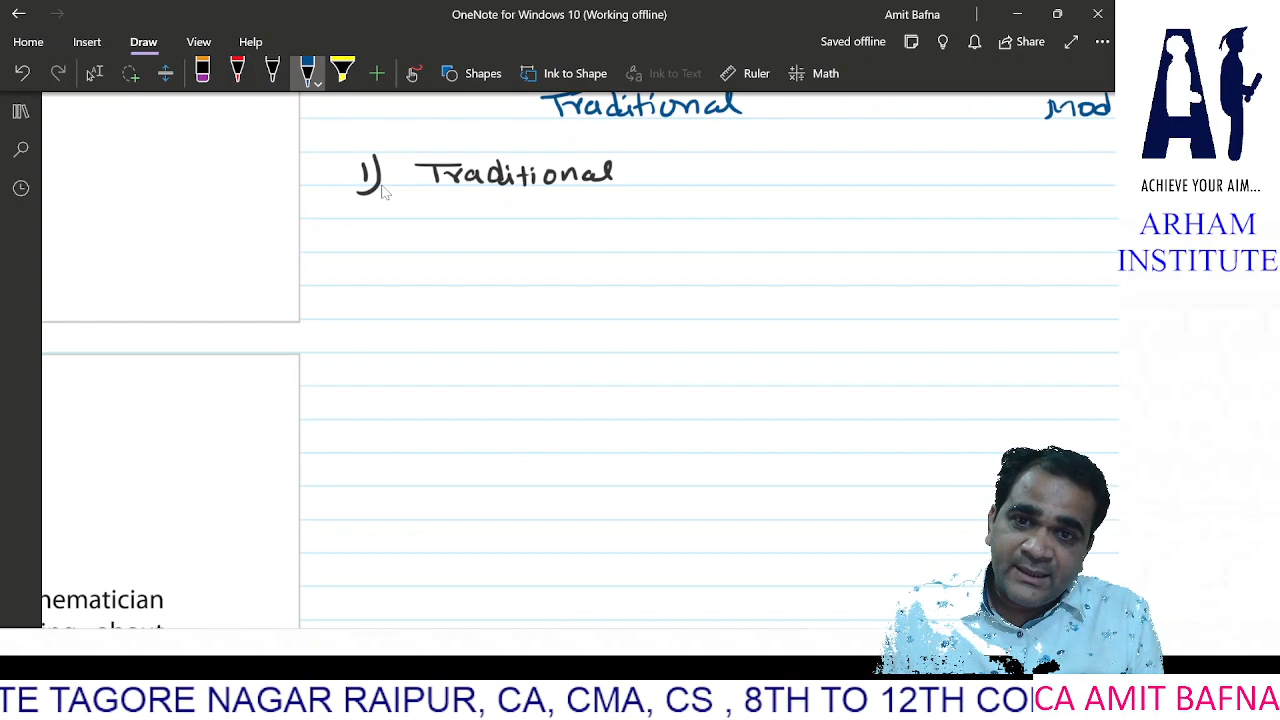 OneNote for Windows 10 (Working offline) Amit Bafna
Home Insert Draw View Help Saved offline Share
Shapes Ink to Shape Ink to Text Ruler Math
Traditional Mod
1) Traditional
hematician
AI
ACHIEVE YOUR AIM...
ARHAM
INSTITUTE
TE TAGORE NAGAR RAIPUR, CA, CMA, CS , 8TH TO 12TH CO
CA AMIT BAFNA